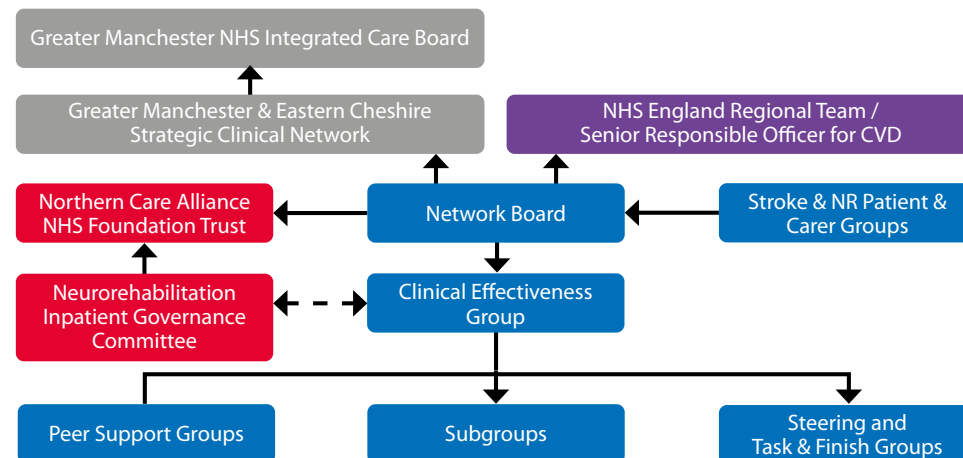 Greater Manchester NHS Integrated Care Board
Greater Manchester & Eastern Cheshire
Strategic Clinical Network
NHS England Regional Team /
Senior Responsible Officer for CVD
Northern Care Alliance
NHS Foundation Trust
Network Board
Stroke & NR Patient &
Carer Groups
Neurorehabilitation
Inpatient Governance
Committee
Clinical Effectiveness
Group
Peer Support Groups
Subgroups
Steering and
Task & Finish Groups